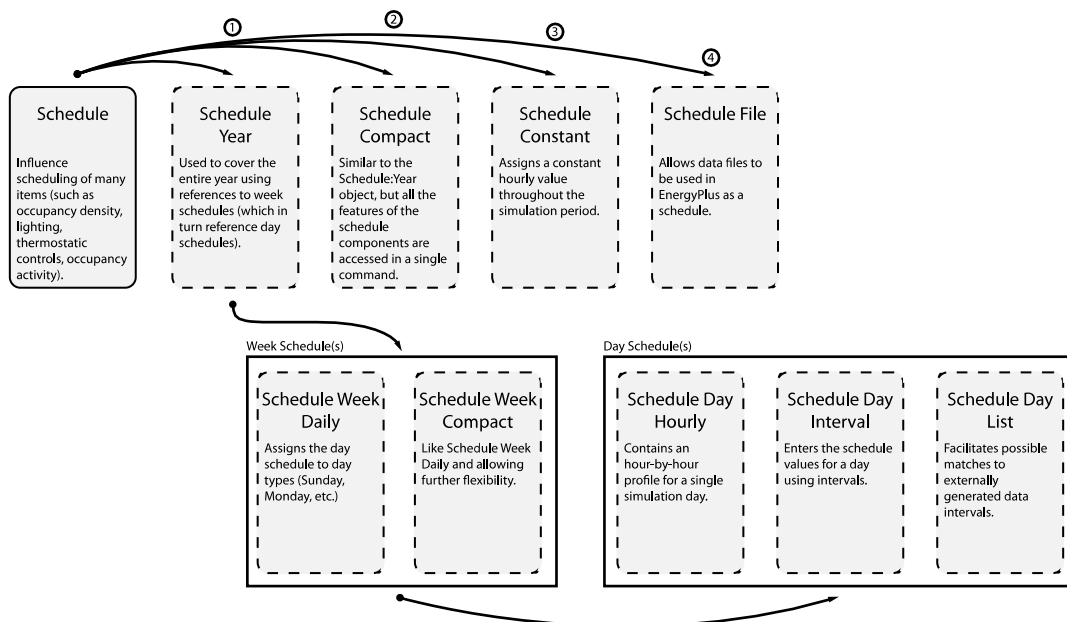 1
2
3
4
Schedule
Influence
scheduling of many
items (such as
occupancy density,
lighting,
thermostatic
controls, occupancy
activity).
Schedule
Year
Used to cover the
entire year using
references to week
schedules (which in
turn reference day
schedules).
Schedule
Compact
Similar to the
Schedule:Year
object, but all the
features of the
schedule
components are
accessed in a single
command.
Schedule
Constant
Assigns a constant
hourly value
throughout the
simulation period.
Schedule File
Allows data files to
be used in
EnergyPlus as a
schedule.
Week Schedule(s)
Schedule Week
Daily
Assigns the day
schedule to day
types (Sunday,
Monday, etc.)
Schedule Week
Compact
Like Schedule Week
Daily and allowing
further flexibility.
Day Schedule(s)
Schedule Day
Hourly
Contains an
hour-by-hour
profile for a single
simulation day.
Schedule Day
Interval
Enters the schedule
values for a day
using intervals.
Schedule Day
List
Facilitates possible
matches to
externally
generated data
intervals.